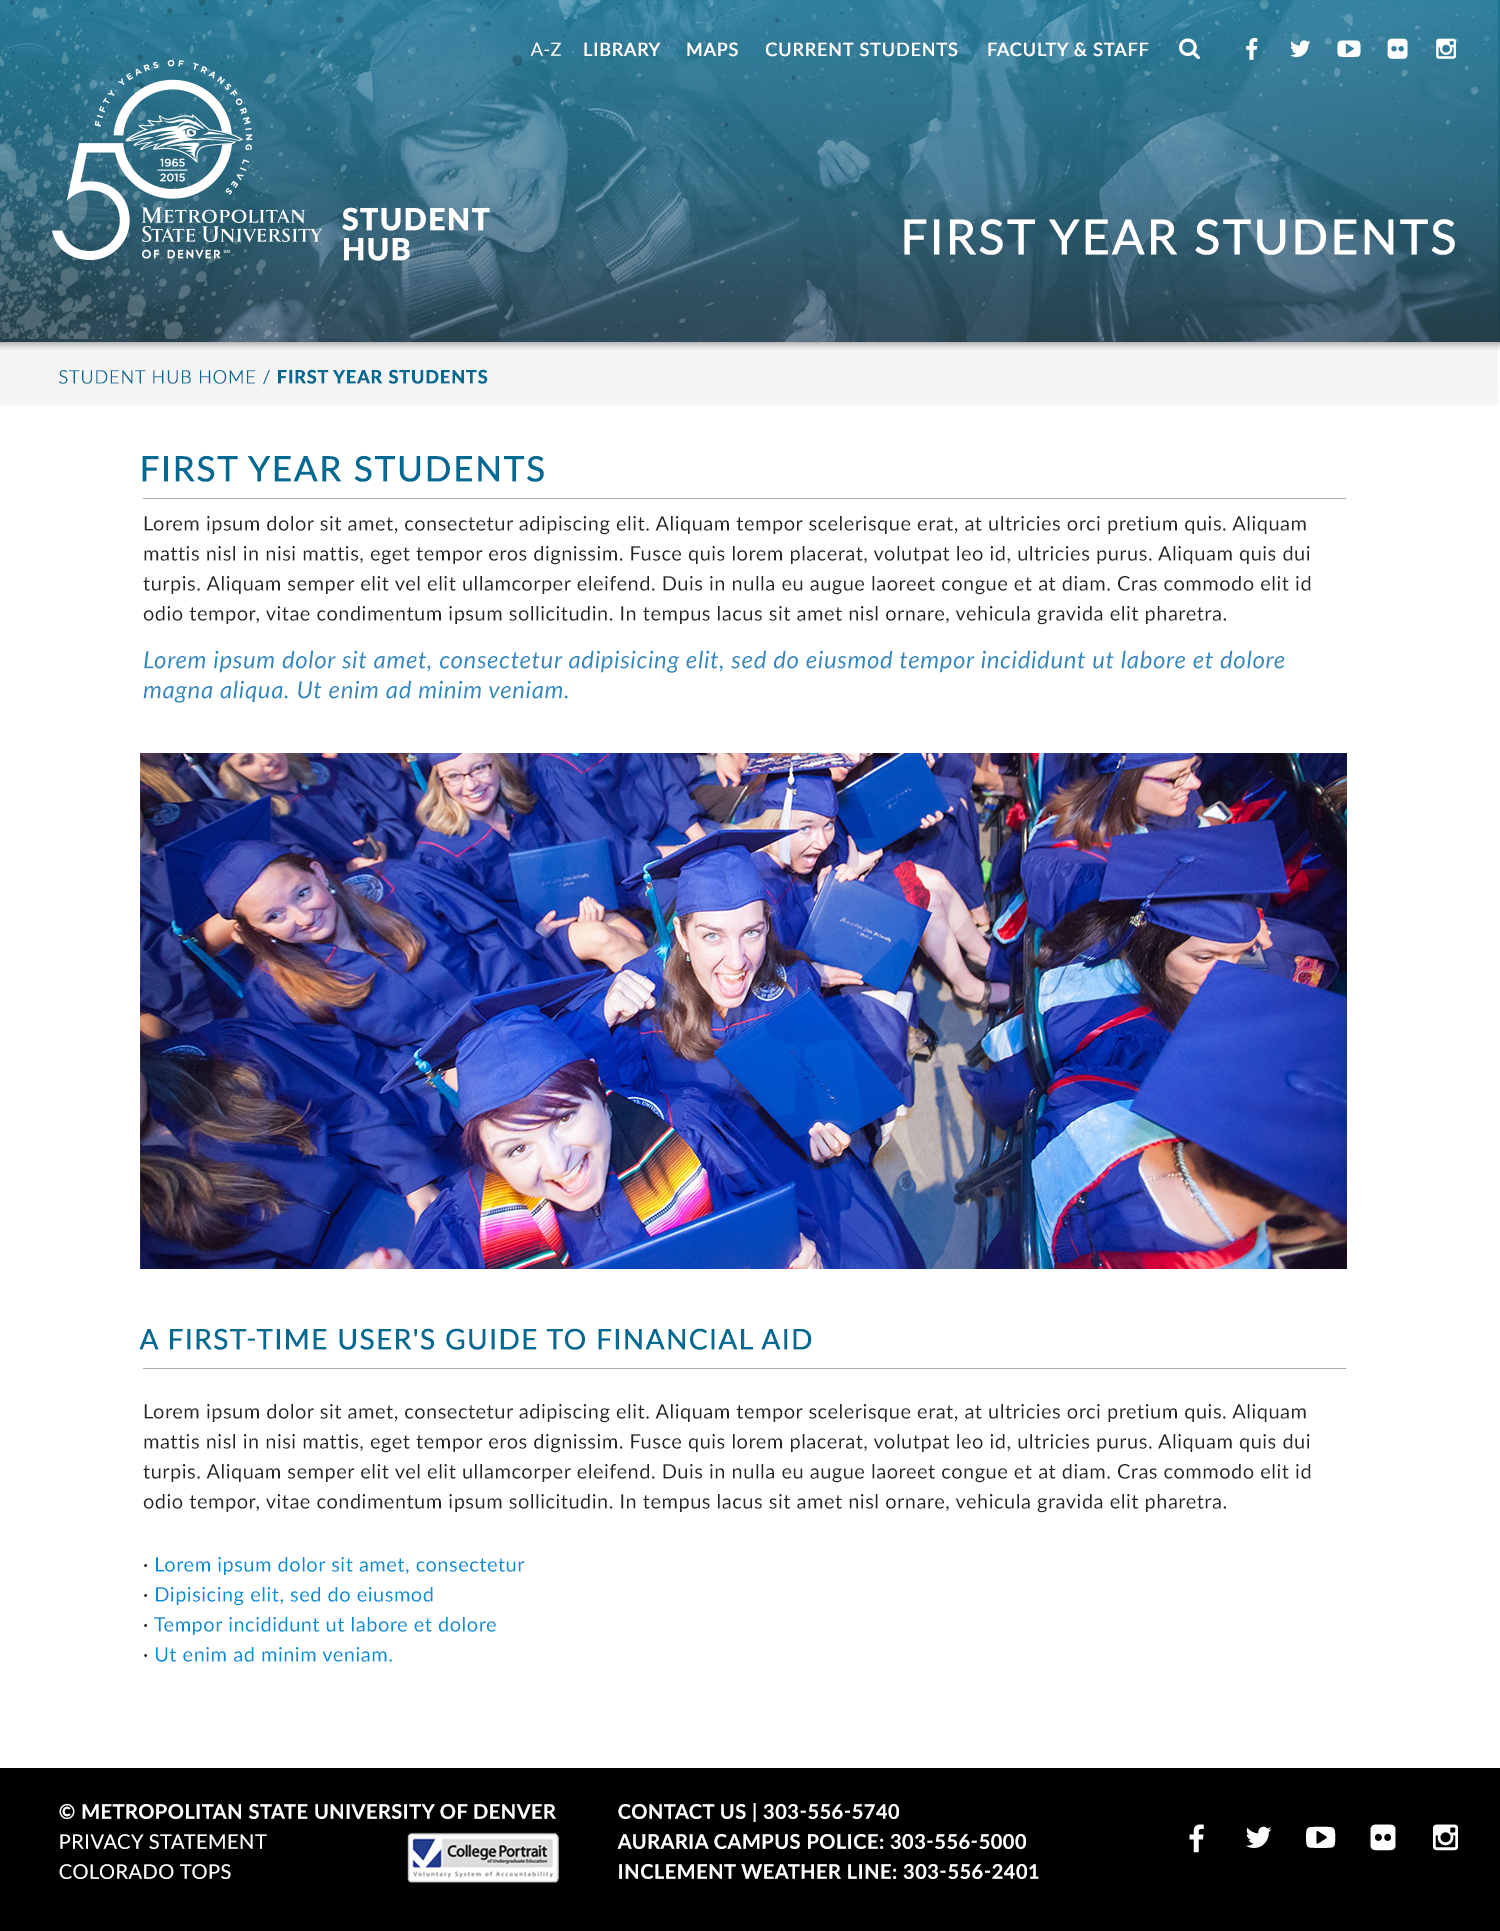 A-Z LIBRARY MAPS CURRENT STUDENTS FACULTY & STAFF
FIFTY YEARS OF TRANSFORMING LIVES
50
1965
2015
METROPOLITAN
STATE UNIVERSITY
OF DENVER
STUDENT
HUB
FIRST YEAR STUDENTS
STUDENT HUB HOME / FIRST YEAR STUDENTS
FIRST YEAR STUDENTS
Lorem ipsum dolor sit amet, consectetur adipiscing elit. Aliquam tempor scelerisque erat, at ultricies orci pretium quis. Aliquam
mattis nisl in nisi mattis, eget tempor eros dignissim. Fusce quis lorem placerat, volutpat leo id, ultricies purus. Aliquam quis dui
turpis. Aliquam semper elit vel elit ullamcorper eleifend. Duis in nulla eu augue laoreet congue et at diam. Cras commodo elit id
odio tempor, vitae condimentum ipsum sollicitudin. In tempus lacus sit amet nisl ornare, vehicula gravida elit pharetra.
Lorem ipsum dolor sit amet, consectetur adipisicing elit, sed do eiusmod tempor incididunt ut labore et dolore
magna aliqua. Ut enim ad minim veniam.
A FIRST-TIME USER'S GUIDE TO FINANCIAL AID
Lorem ipsum dolor sit amet, consectetur adipiscing elit. Aliquam tempor scelerisque erat, at ultricies orci pretium quis. Aliquam
mattis nisl in nisi mattis, eget tempor eros dignissim. Fusce quis lorem placerat, volutpat leo id, ultricies purus. Aliquam quis dui
turpis. Aliquam semper elit vel elit ullamcorper eleifend. Duis in nulla eu augue laoreet congue et at diam. Cras commodo elit id
odio tempor, vitae condimentum ipsum sollicitudin. In tempus lacus sit amet nisl ornare, vehicula gravida elit pharetra.
· Lorem ipsum dolor sit amet, consectetur
· Dipisicing elit, sed do eiusmod
· Tempor incididunt ut labore et dolore
· Ut enim ad minim veniam.
© METROPOLITAN STATE UNIVERSITY OF DENVER
PRIVACY STATEMENT
COLORADO TOPS
College Portrait
of Undergraduate Education
Voluntary System of Accountability
CONTACT US | 303-556-5740
AURARIA CAMPUS POLICE: 303-556-5000
INCLEMENT WEATHER LINE: 303-556-2401